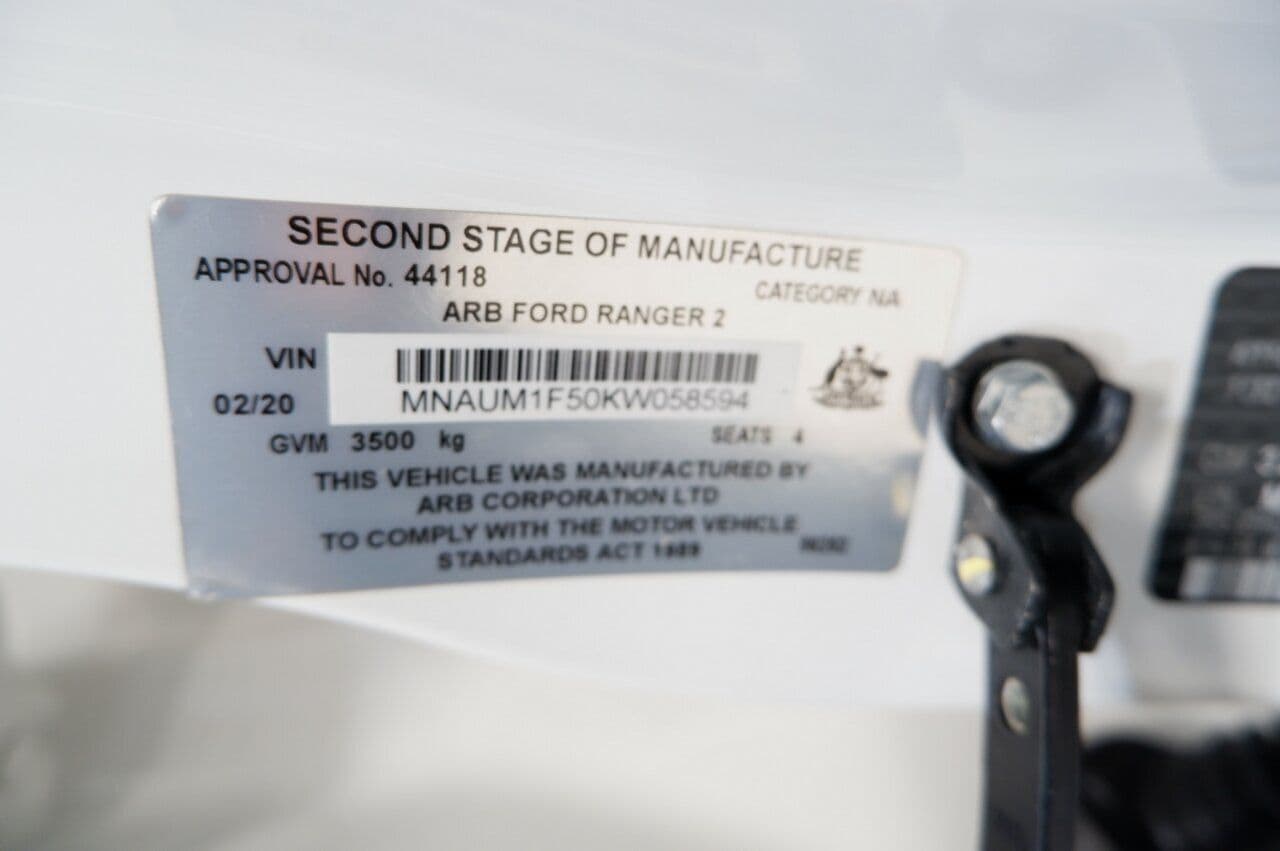 SECOND STAGE OF MANUFACTURE
APPROVAL No. 44118
CATEGORY NA
ARB FORD RANGER 2
VIN
MNAUM1F50KW058594
02/20
GVM 3500 kg SEATS 4
THIS VEHICLE WAS MANUFACTURED BY
ARB CORPORATION LTD
TO COMPLY WITH THE MOTOR VEHICLE
STANDARDS ACT 1989